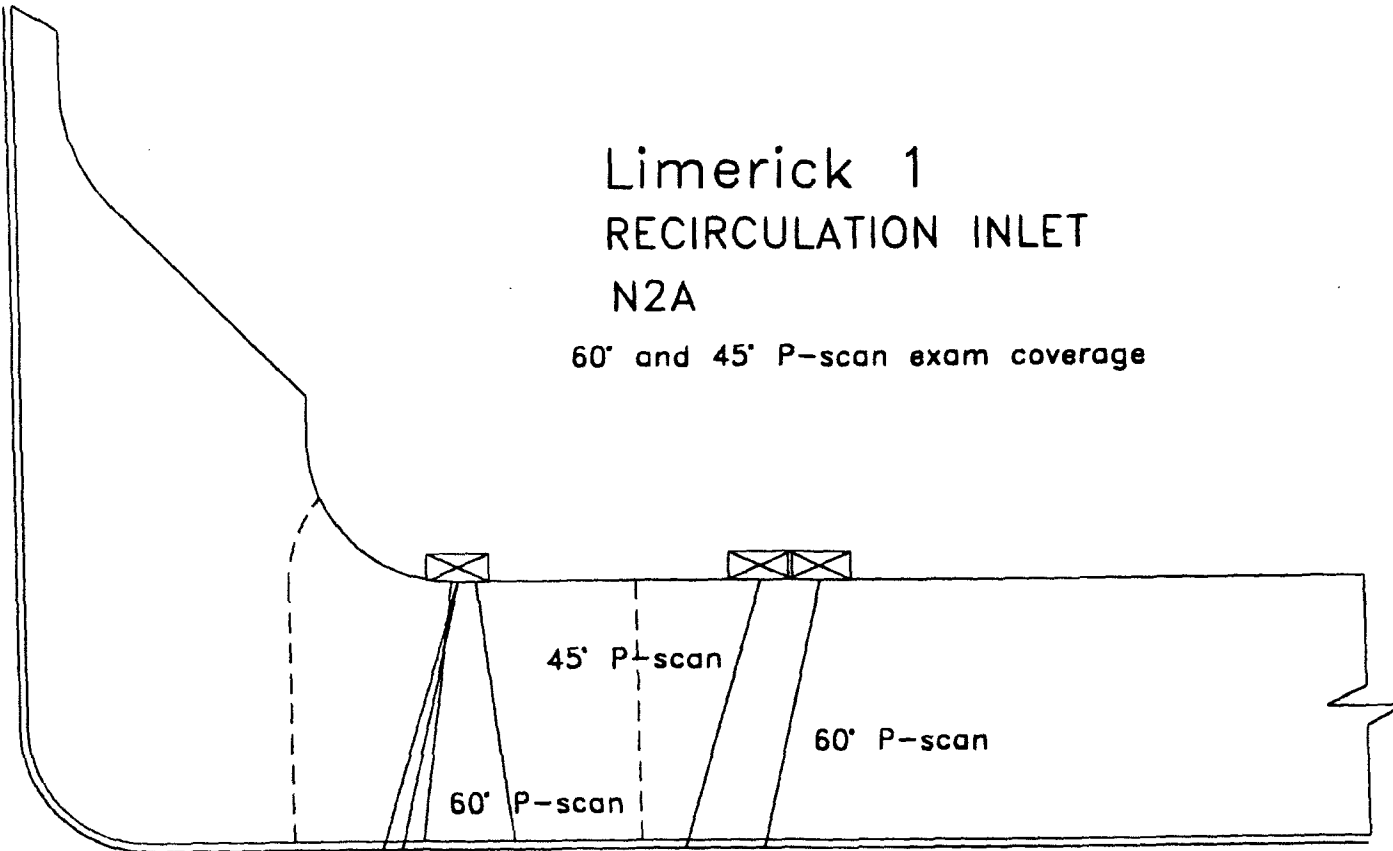 Limerick 1
RECIRCULATION INLET
N2A
60° and 45° P-scan exam coverage
45° P-scan
60° P-scan
60° P-scan